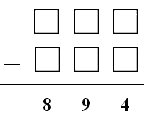 □ □ □
− □ □ □
8 9 4